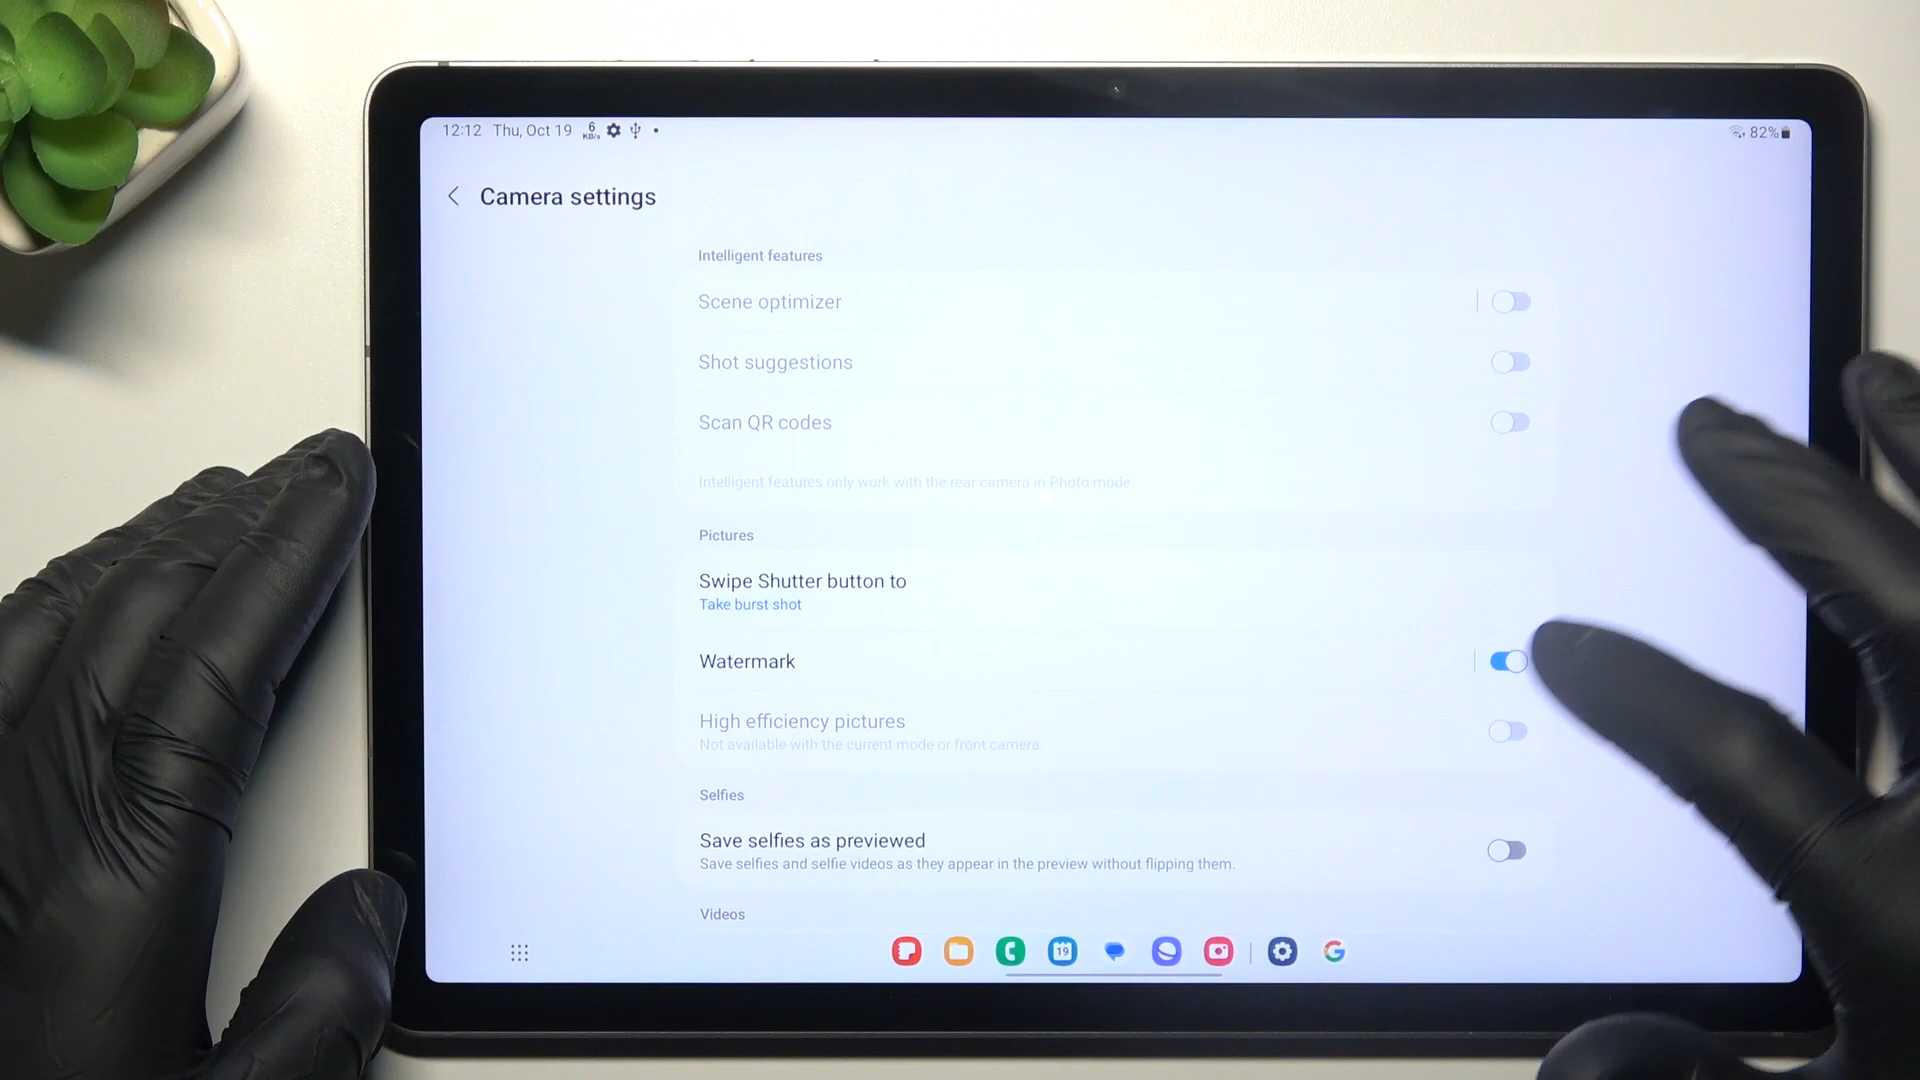 12:12 Thu, Oct 19 6 KB/s
82%
Camera settings
Intelligent features
Scene optimizer
Shot suggestions
Scan QR codes
Intelligent features only work with the rear camera in Photo mode
Pictures
Swipe Shutter button to
Take burst shot
Watermark
High efficiency pictures
Not available with the current mode or front camera.
Selfies
Save selfies as previewed
Save selfies and selfie videos as they appear in the preview without flipping them.
Videos
19
G